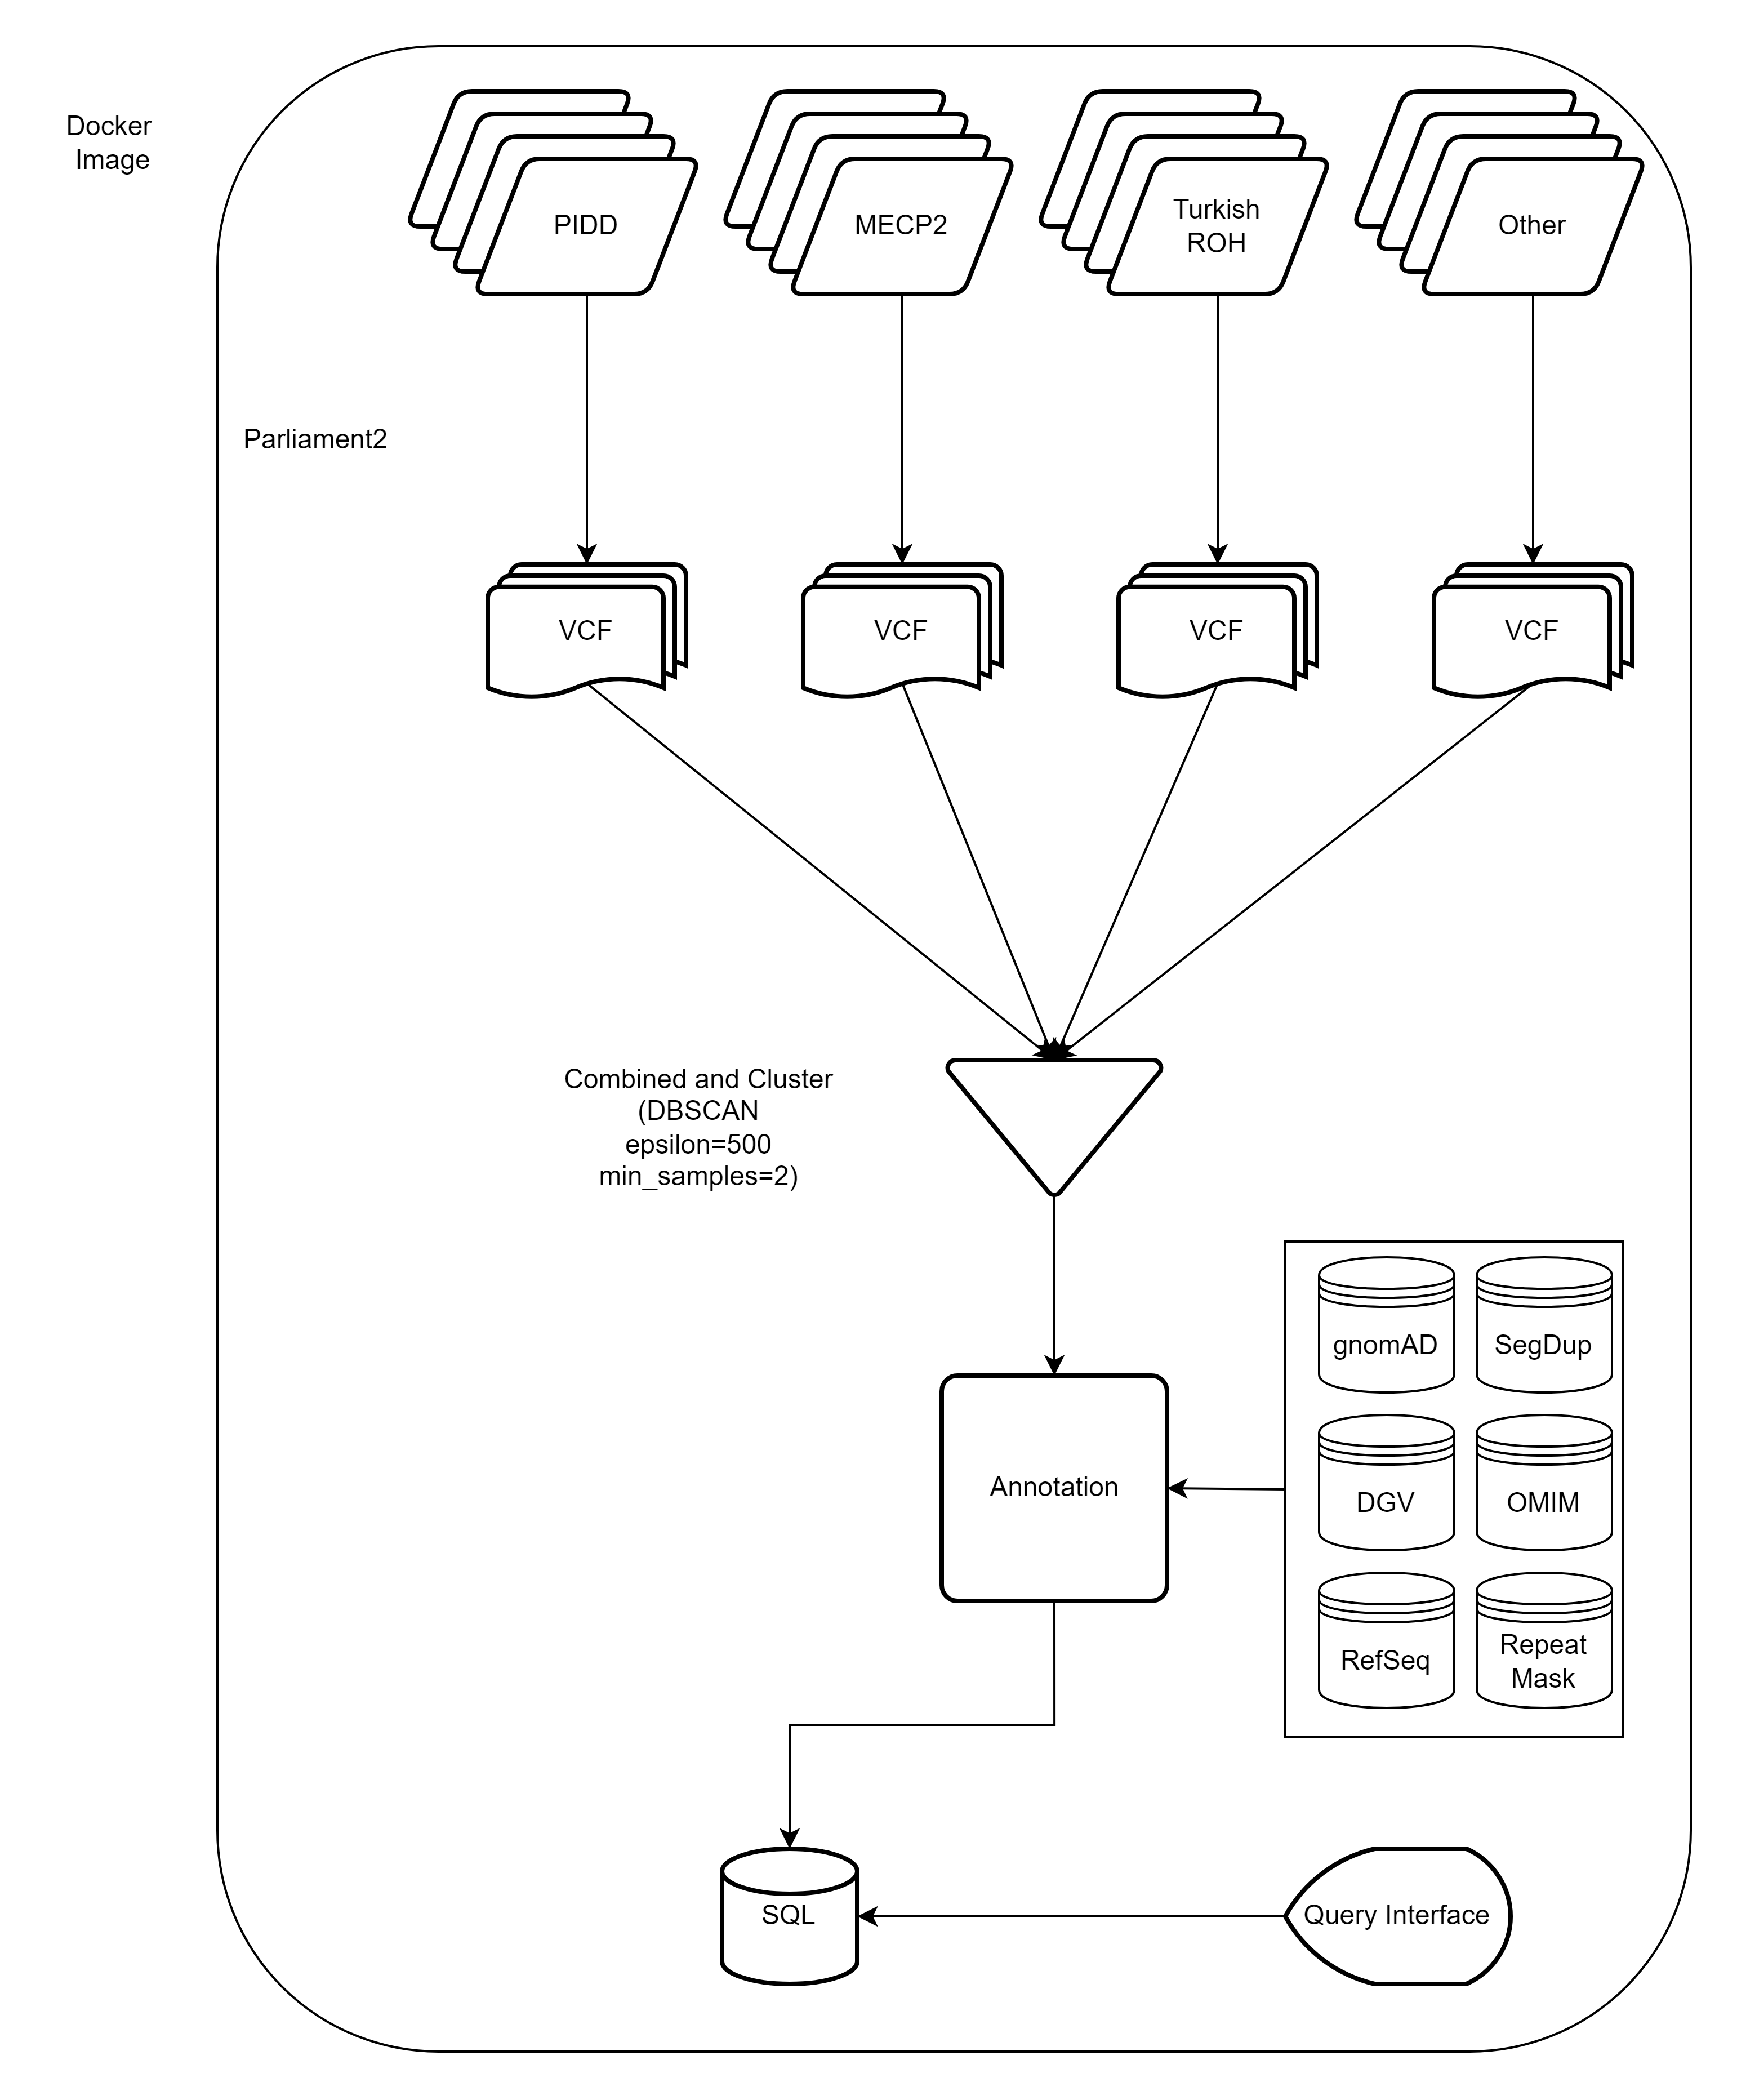 Docker
Image
PIDD
MECP2
Turkish
ROH
Other
Parliament2
VCF
VCF
VCF
VCF
Combined and Cluster
(DBSCAN
epsilon=500
min_samples=2)
gnomAD
SegDup
Annotation
DGV
OMIM
RefSeq
Repeat
Mask
SQL
Query Interface